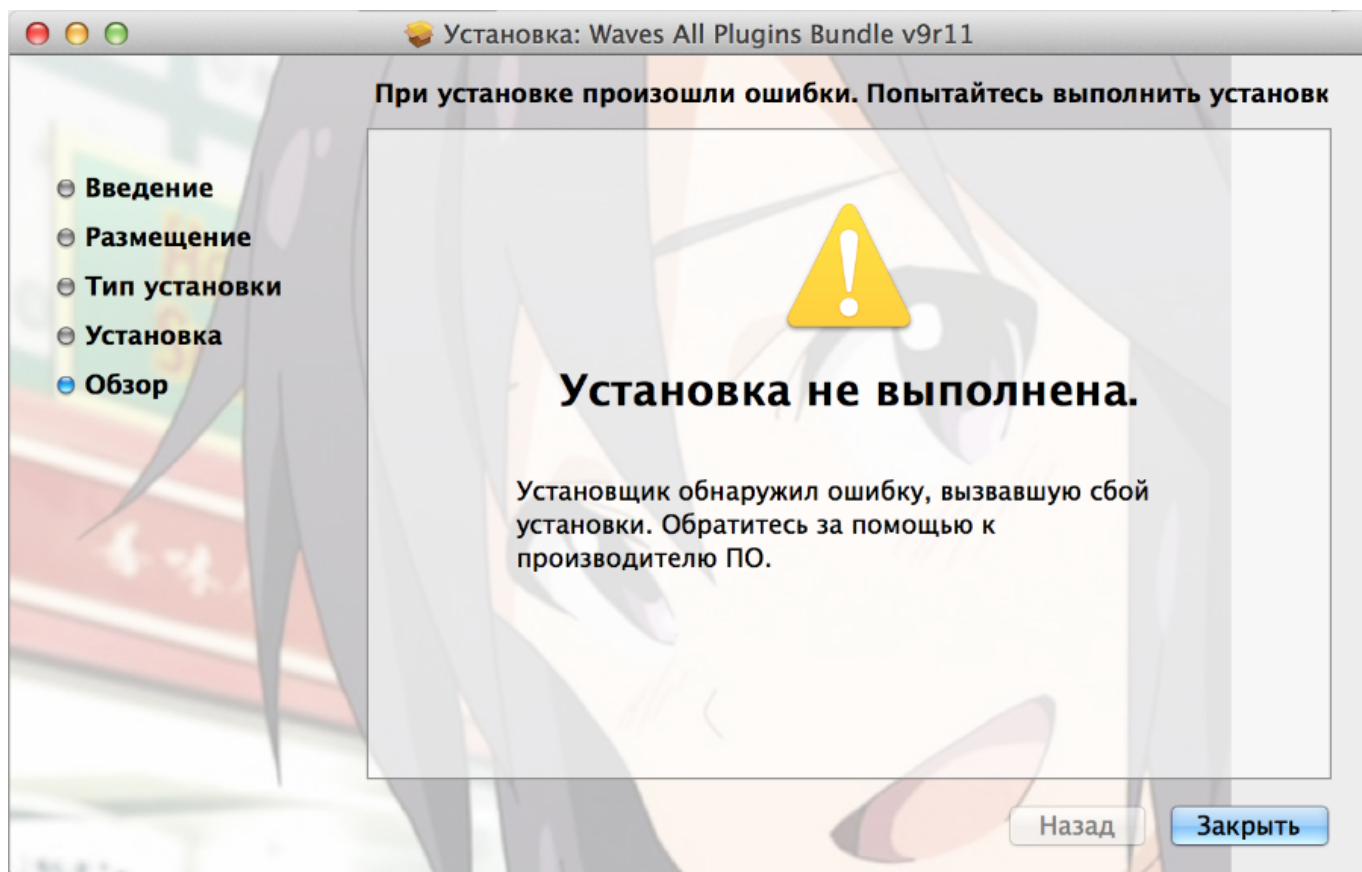 Установка: Waves All Plugins Bundle v9r11
При установке произошли ошибки. Попытайтесь выполнить установк
Введение
Размещение
Тип установки
Установка
Обзор
Установка не выполнена.
Установщик обнаружил ошибку, вызвавшую сбой
установки. Обратитесь за помощью к
производителю ПО.
Назад
Закрыть